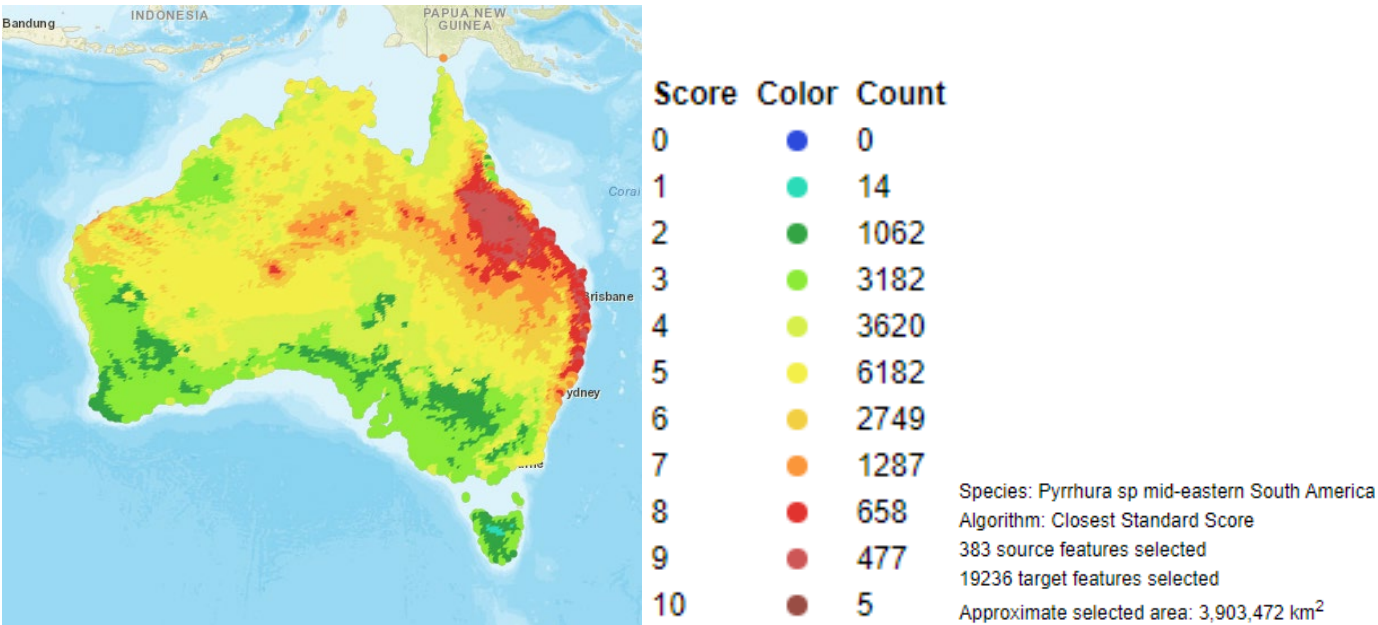 Bandung
INDONESIA
PAPUA NEW
GUINEA
Coral
Brisbane
ydney
Score Color Count
0 0
1 14
2 1062
3 3182
4 3620
5 6182
6 2749
7 1287
8 658
9 477
10 5
Species: Pyrrhura sp mid-eastern South America
Algorithm: Closest Standard Score
383 source features selected
19236 target features selected
Approximate selected area: 3,903,472 km²